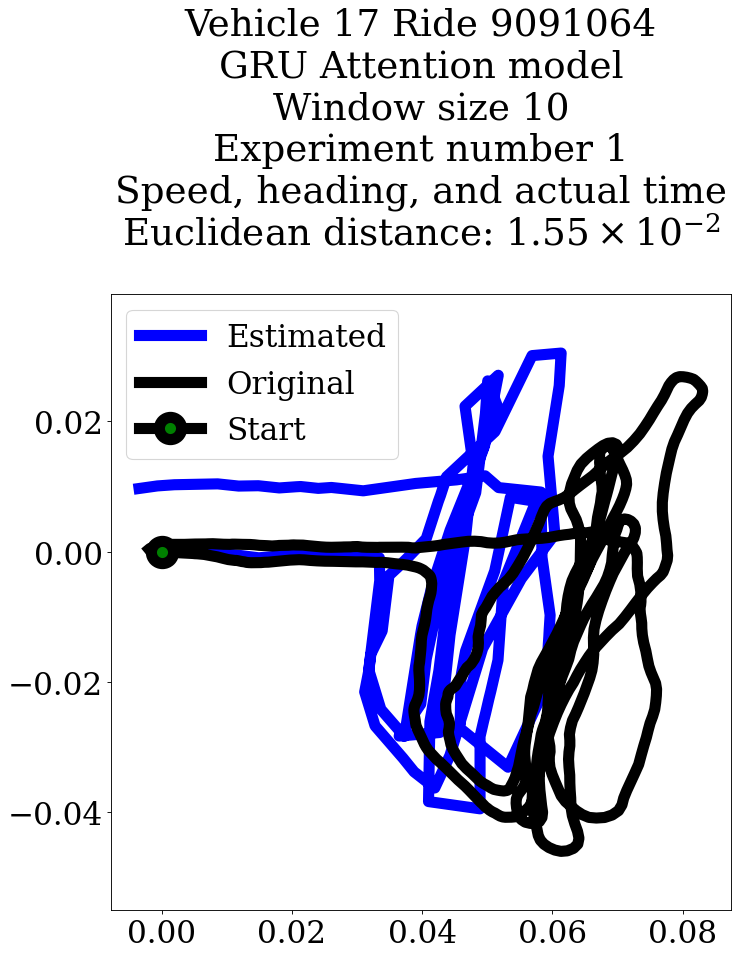 Vehicle 17 Ride 9091064
GRU Attention model
Window size 10
Experiment number 1
Speed, heading, and actual time
Euclidean distance: 1.55 × 10⁻²
Estimated
Original
Start
0.02
0.00
−0.02
−0.04
0.00 0.02 0.04 0.06 0.08